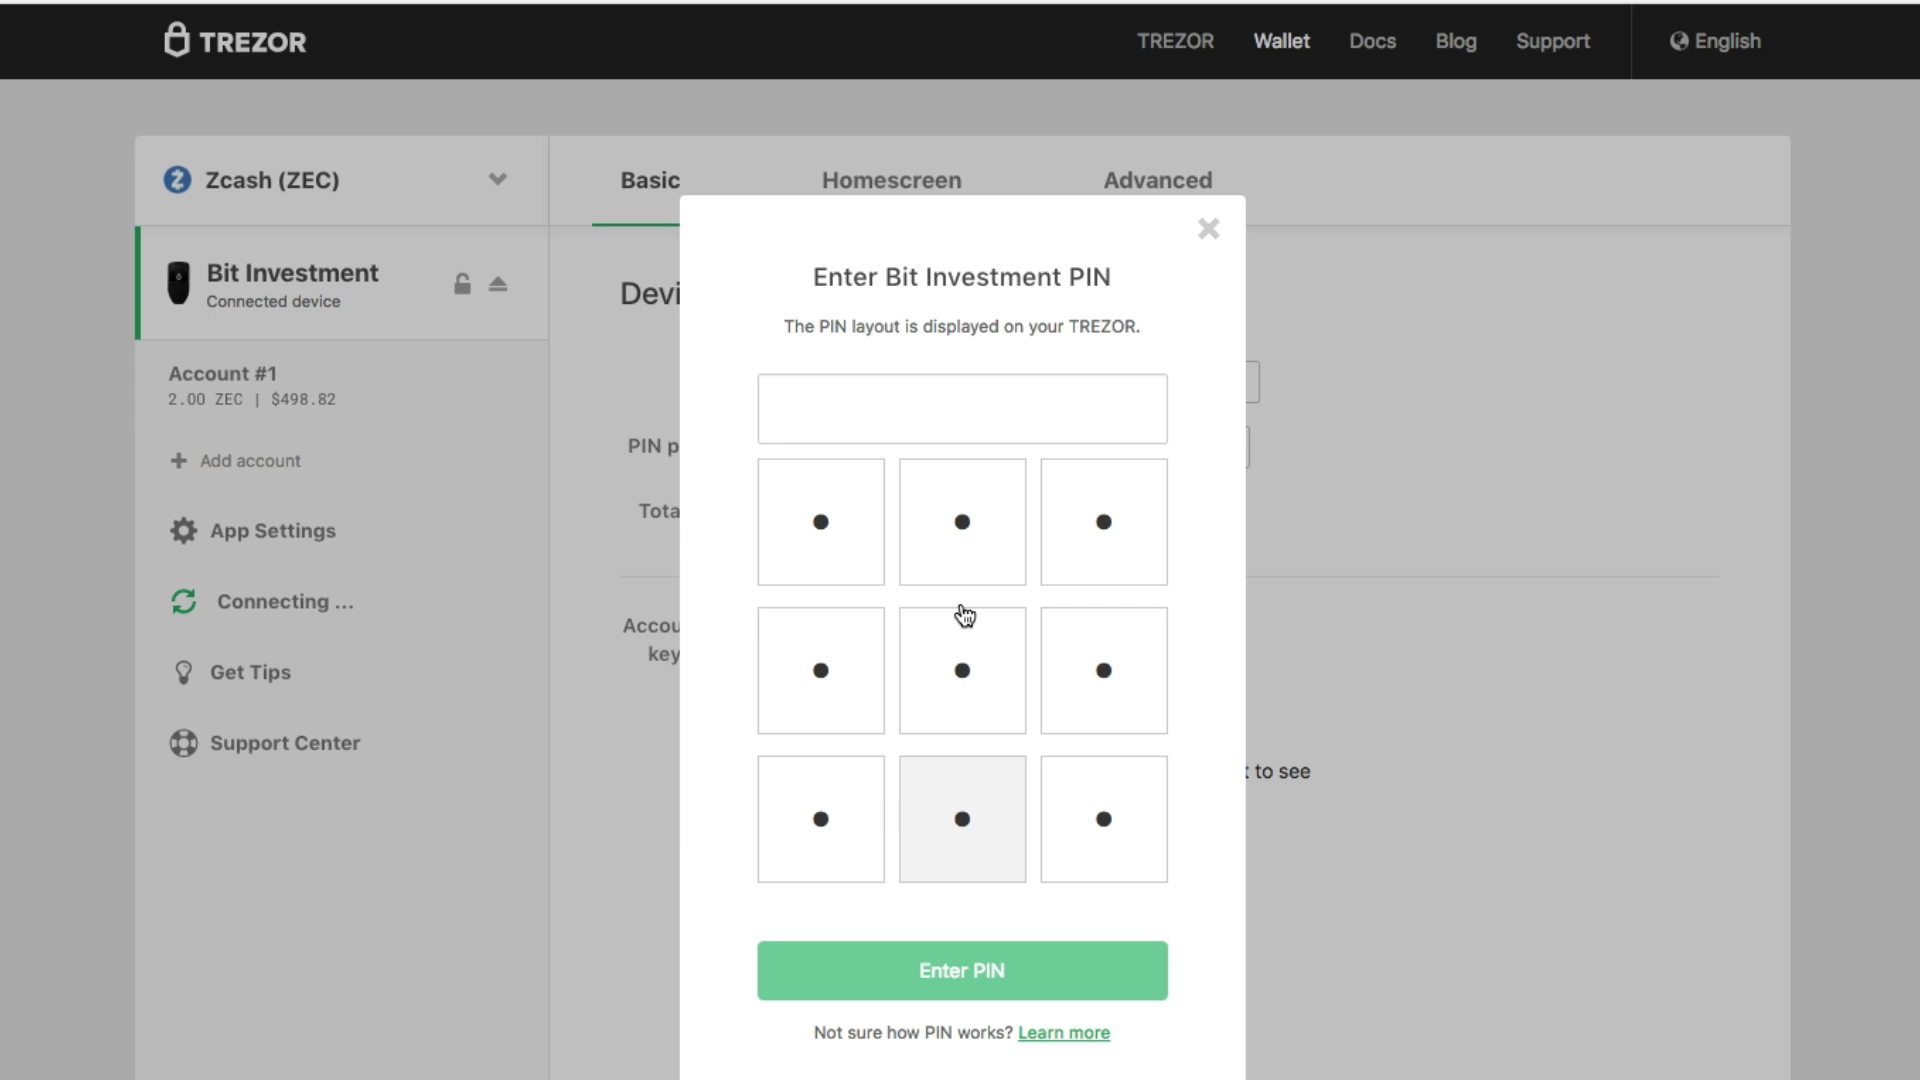 TREZOR
TREZOR Wallet Docs Blog Support English
Zcash (ZEC)
Basic Homescreen Advanced
Bit Investment
Connected device
Devi
Enter Bit Investment PIN
The PIN layout is displayed on your TREZOR.
Account #1
2.00 ZEC | $498.82
PIN p
Add account
Tota
App Settings
Connecting ...
Accou
key
Get Tips
Support Center
t to see
Enter PIN
Not sure how PIN works? Learn more